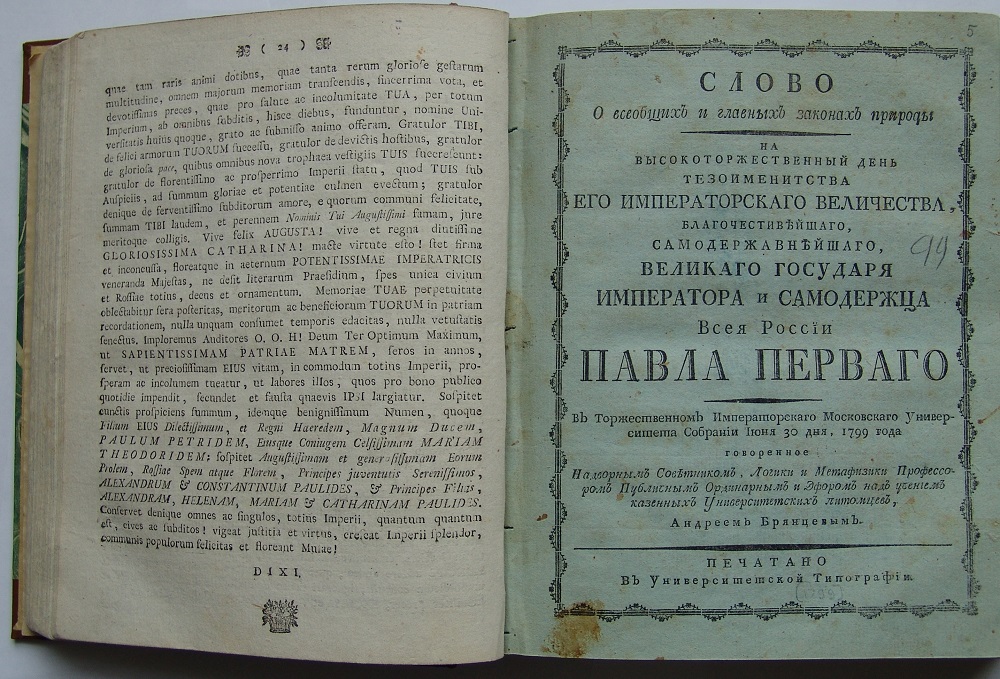 ( 24 )
quae tam raris animi dotibus, quae tanta rerum gloriose gestarum
multitudine, omnem majorum memoriam transcendis, sincerrima vota, et
devotissimas preces, quae pro salute ac incolumitate TUA, per totum
Imperium, ab omnibus subditis, hisce diebus, funduntur, nomine Uni-
versitatis huius quoque, grato ac submisso animo offeram. Gratulor TIBI,
de felici armorum TUORUM successu, gratulor de devictis hostibus, gratulor
de gloriosa pace, quibus omnibus nova trophaea vestigiis TUIS succrescunt:
gratulor de florentissimo ac prosperrimo Imperii statu, quod TUIS sub
Auspiciis, ad summum gloriae et potentiae culmen evectum; gratulor
denique de ferventissimo subditorum amore, e quorum communi felicitate,
summam TIBI laudem, et perennem Nominis Tui Augustissimi famam, jure
meritoque colligis. Vive felix AUGUSTA! vive et regna diutissime
GLORIOSISSIMA CATHARINA! macte virtute esto! stet firma
et inconcussa, floreatque in aeternum POTENTISSIMAE IMPERATRICIS
veneranda Majestas, ne desit literarum Praesidium, spes unica civium
et Rossiae totius, decus et ornamentum. Memoriae TUAE perpetuitate
oblectabitur sera posteritas, meritorum ac beneficiorum TUORUM in patriam
recordationem, nulla unquam consumet temporis edacitas, nulla vetustatis
senectus. Imploremus Auditores O. O. H! Deum Ter Optimum Maximum,
ut SAPIENTISSIMAM PATRIAE MATREM, seros in annos,
servet, ut preciosissimam EIUS vitam, in commodum totius Imperii, pro-
speram ac incolumem tueatur, ut labores illos, quos pro bono publico
quotidie impendit, secundet et fausta quaevis IPSI largiatur. Sospitet
cunctis prospiciens summum, idemque benignissimum Numen, quoque
Filium EIUS Dilectissimum, et Regni Haeredem, Magnum Ducem,
PAULUM PETRIDEM, Eiusque Coniugem Celsissimam MARIAM
THEODORIDEM: sospitet Augustissimam et generosissimam Eorum
Prolem, Rossiae Spem atque Florem, Principes juventutis Serenissimos,
ALEXANDRUM & CONSTANTINUM PAULIDES, & Principes Filias,
ALEXANDRAM, HELENAM, MARIAM & CATHARINAM PAULIDES.
Conservet denique omnes ac singulos, totius Imperii, quantum quantum
est, cives ac subditos! vigeat justitia et virtus, crescat Imperii splendor,
communis populorum felicitas et floreant Musae!
DIXI.
5
СЛОВО
О всеобщихъ и главныхъ законахъ природы
НА
ВЫСОКОТОРЖЕСТВЕННЫЙ ДЕНЬ
ТЕЗОИМЕНИТСТВА
ЕГО ИМПЕРАТОРСКАГО ВЕЛИЧЕСТВА,
БЛАГОЧЕСТИВѢЙШАГО,
САМОДЕРЖАВНѢЙШАГО,
ВЕЛИКАГО ГОСУДАРЯ
ИМПЕРАТОРА и САМОДЕРЖЦА
Всея Россіи
ПАВЛА ПЕРВАГО
Въ Торжественномъ Императорскаго Московскаго Универ-
ситета Собраніи Іюня 30 дня, 1799 года
говоренное
Надворнымъ Совѣтникомъ, Логики и Метафизики Профессо-
ромъ Публичнымъ Ординарнымъ и Эфоромъ надъ ученіемъ
казенныхъ Университетскихъ питомцевъ,
Андреемъ Брянцевымъ.
ПЕЧАТАНО
Въ Университетской Типографіи.